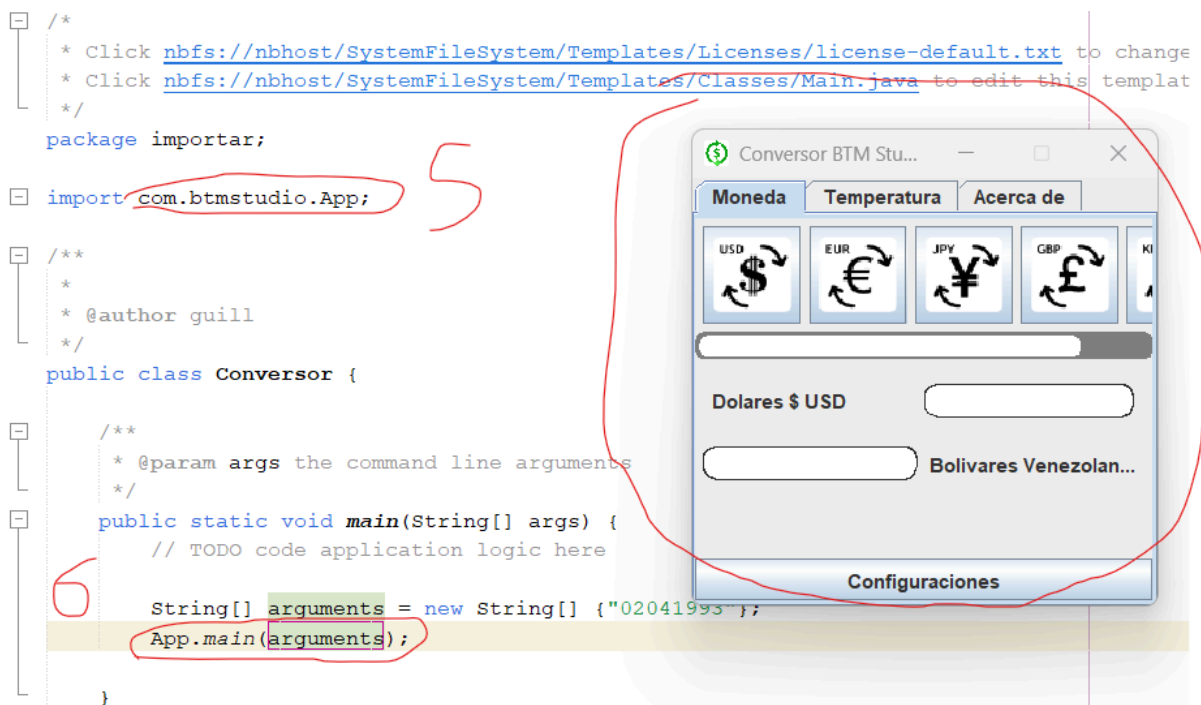 /*
* Click nbfs://nbhost/SystemFileSystem/Templates/Licenses/license-default.txt to change
* Click nbfs://nbhost/SystemFileSystem/Templates/Classes/Main.java to edit this templat
*/
package importar;
5
import com.btmstudio.App;
/**
*
* @author guill
*/
public class Conversor {
/**
* @param args the command line arguments
*/
public static void main(String[] args) {
// TODO code application logic here
6
String[] arguments = new String[] {"02041993"};
App.main(arguments);
}
Conversor BTM Stu...
Moneda Temperatura Acerca de
USD $ EUR € JPY ¥ GBP £
Dolares $ USD
Bolivares Venezolan...
Configuraciones